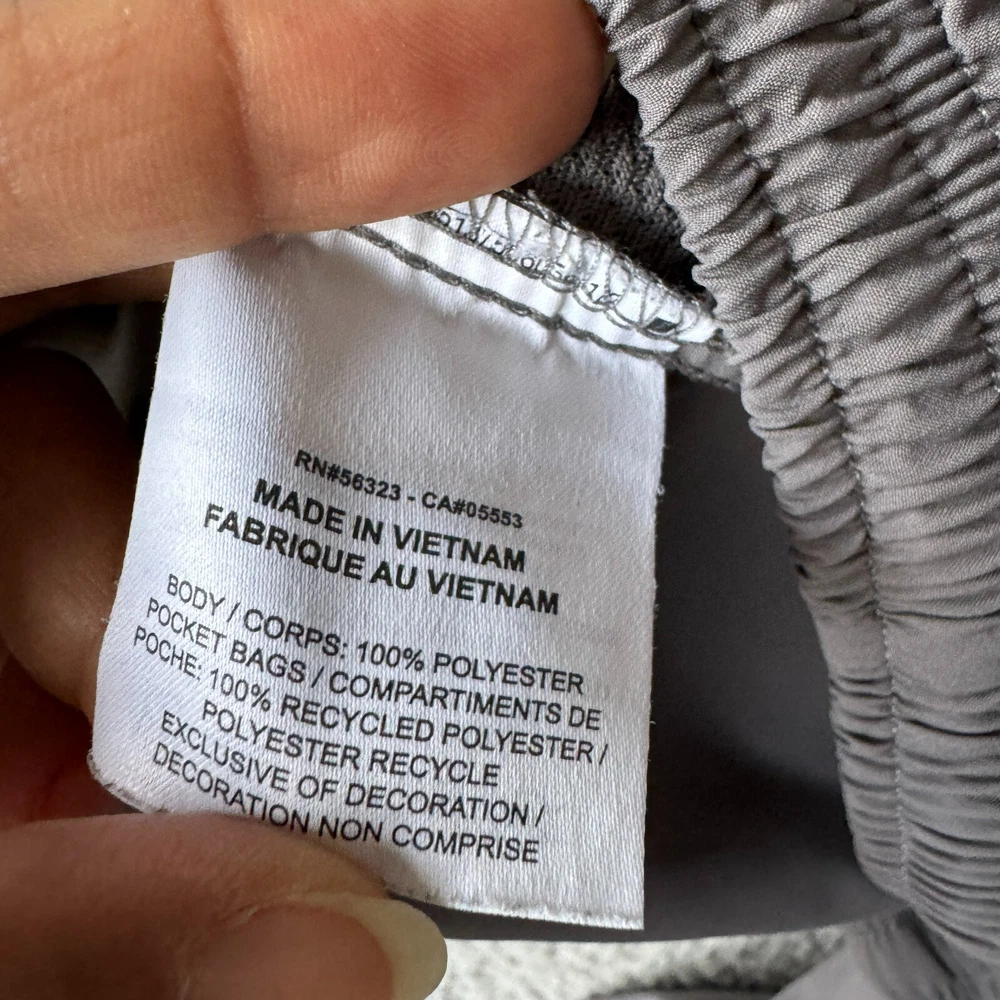 RN#56323 - CA#05553
MADE IN VIETNAM
FABRIQUE AU VIETNAM
BODY / CORPS: 100% POLYESTER
POCKET BAGS / COMPARTIMENTS DE
POCHE: 100% RECYCLED POLYESTER /
POLYESTER RECYCLE
EXCLUSIVE OF DECORATION /
DECORATION NON COMPRISE